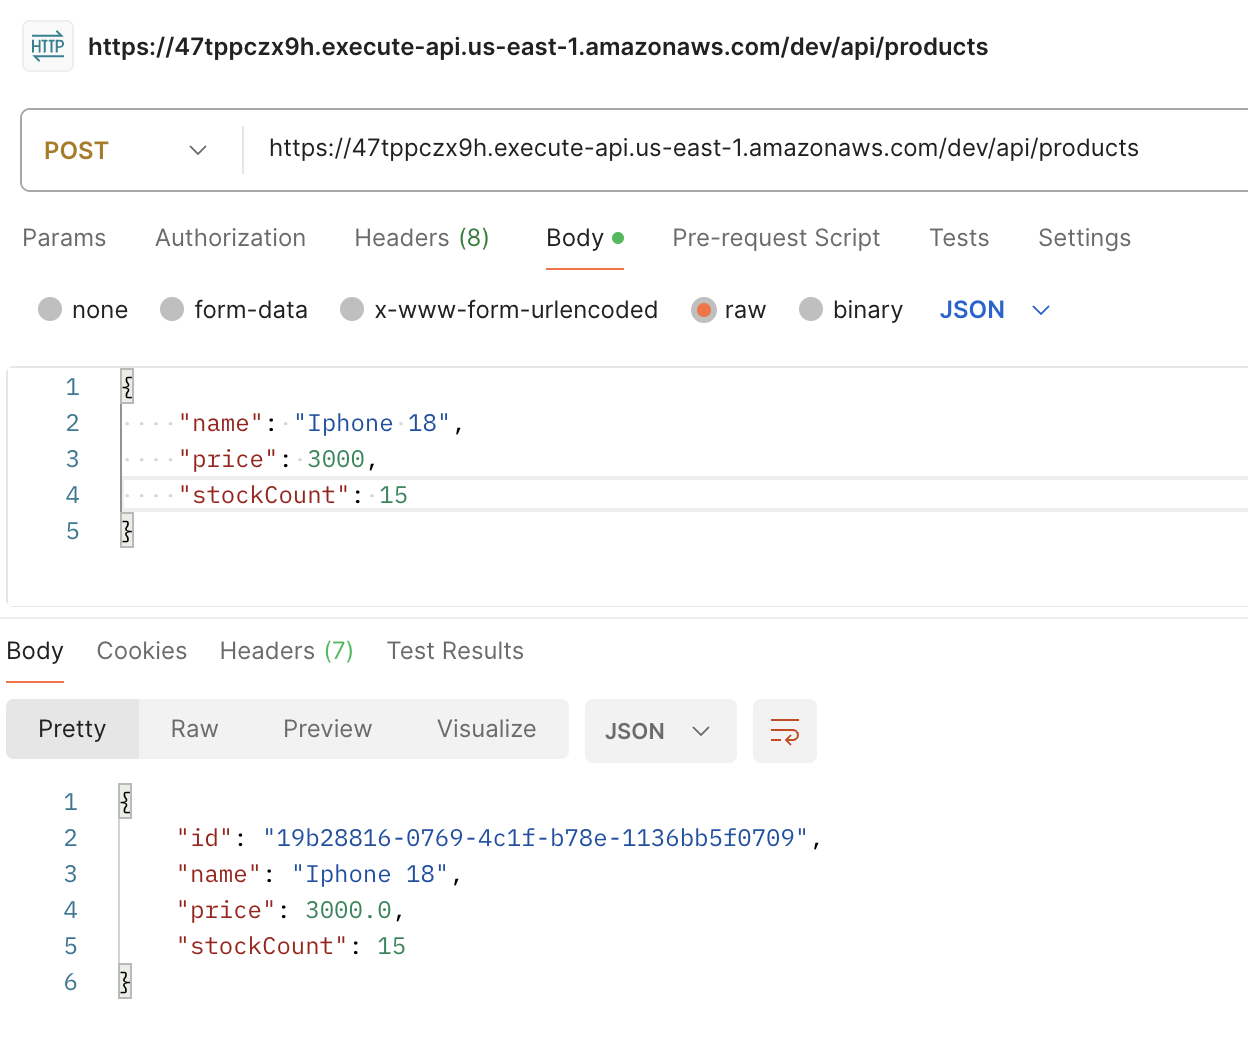 HTTP https://47tppczx9h.execute-api.us-east-1.amazonaws.com/dev/api/products
POST https://47tppczx9h.execute-api.us-east-1.amazonaws.com/dev/api/products
Params Authorization Headers (8) Body Pre-request Script Tests Settings
none form-data x-www-form-urlencoded raw binary JSON
1 {
2 "name": "Iphone 18",
3 "price": 3000,
4 "stockCount": 15
5 }
Body Cookies Headers (7) Test Results
Pretty Raw Preview Visualize JSON
1 {
2 "id": "19b28816-0769-4c1f-b78e-1136bb5f0709",
3 "name": "Iphone 18",
4 "price": 3000.0,
5 "stockCount": 15
6 }